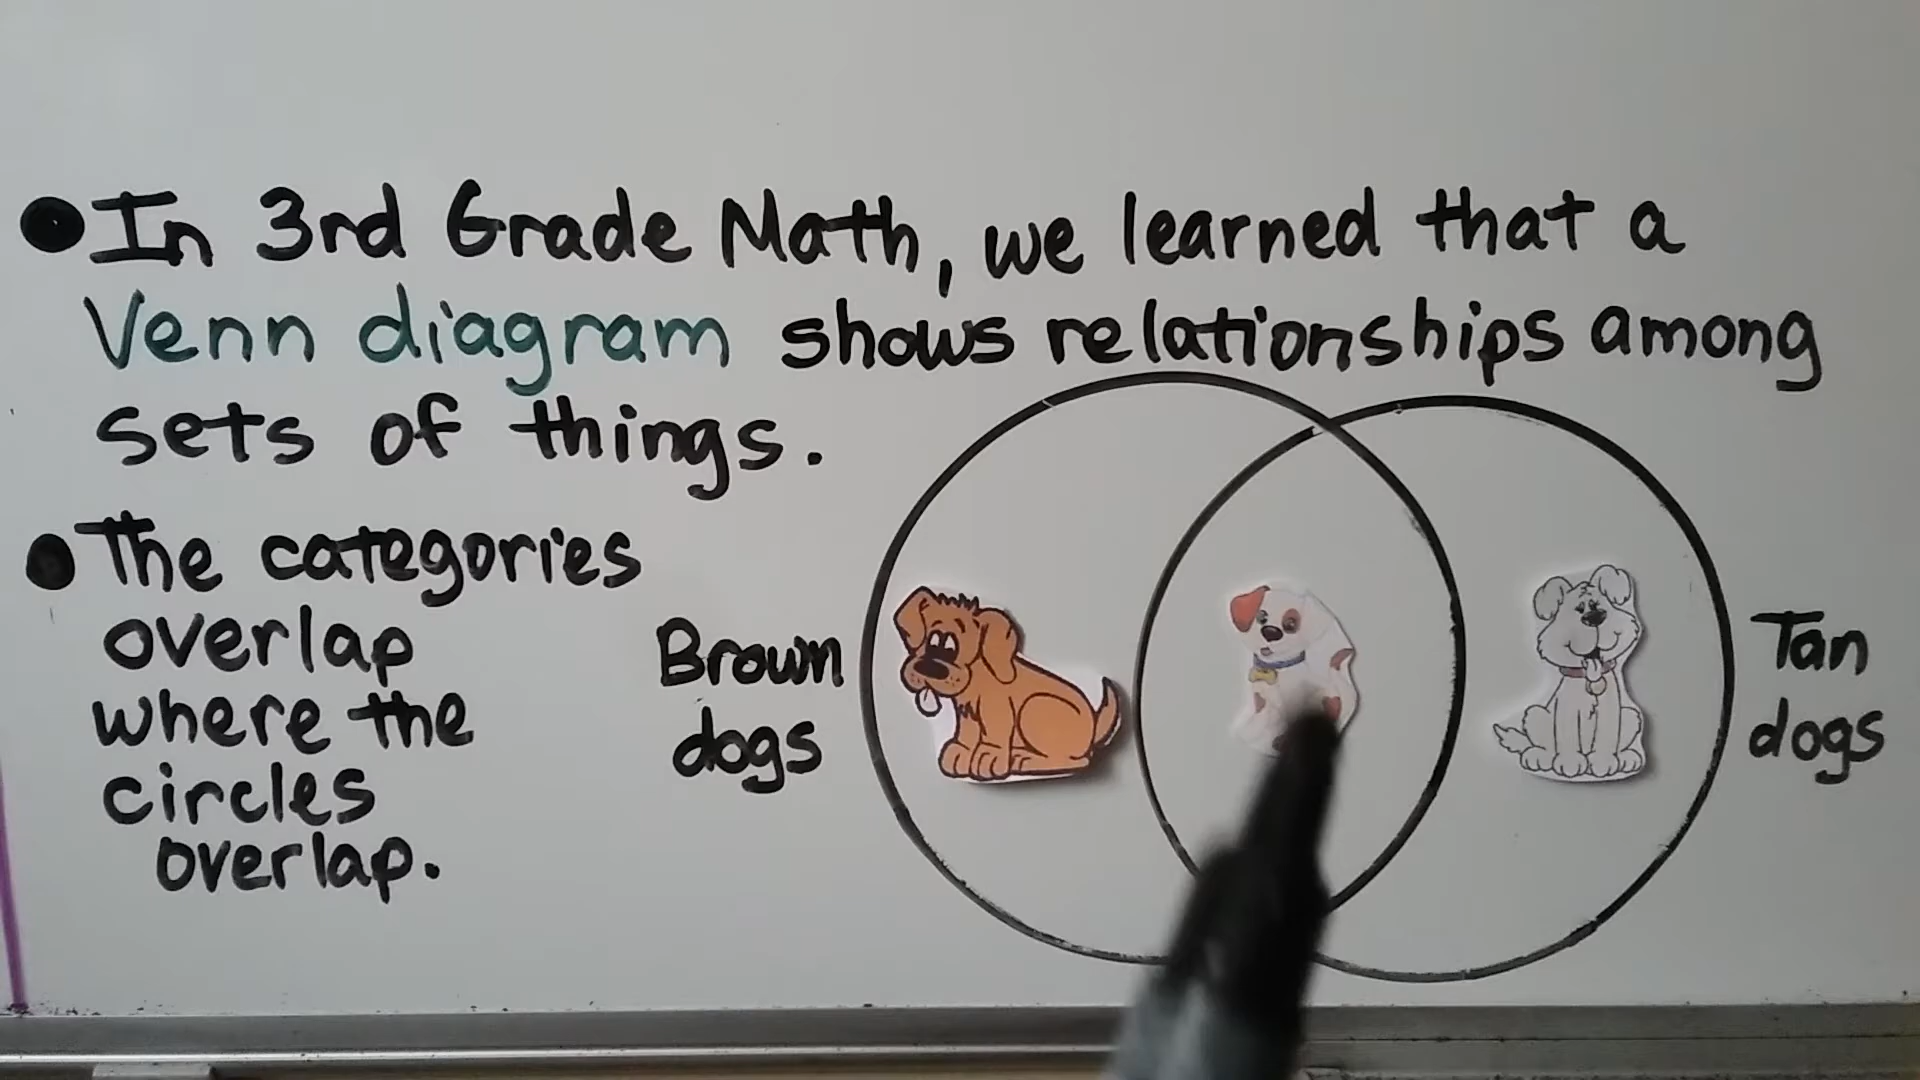 In 3rd Grade Math, we learned that a
Venn diagram shows relationships among
sets of things.
The categories
overlap
where the
circles
overlap.
Brown
dogs
Tan
dogs